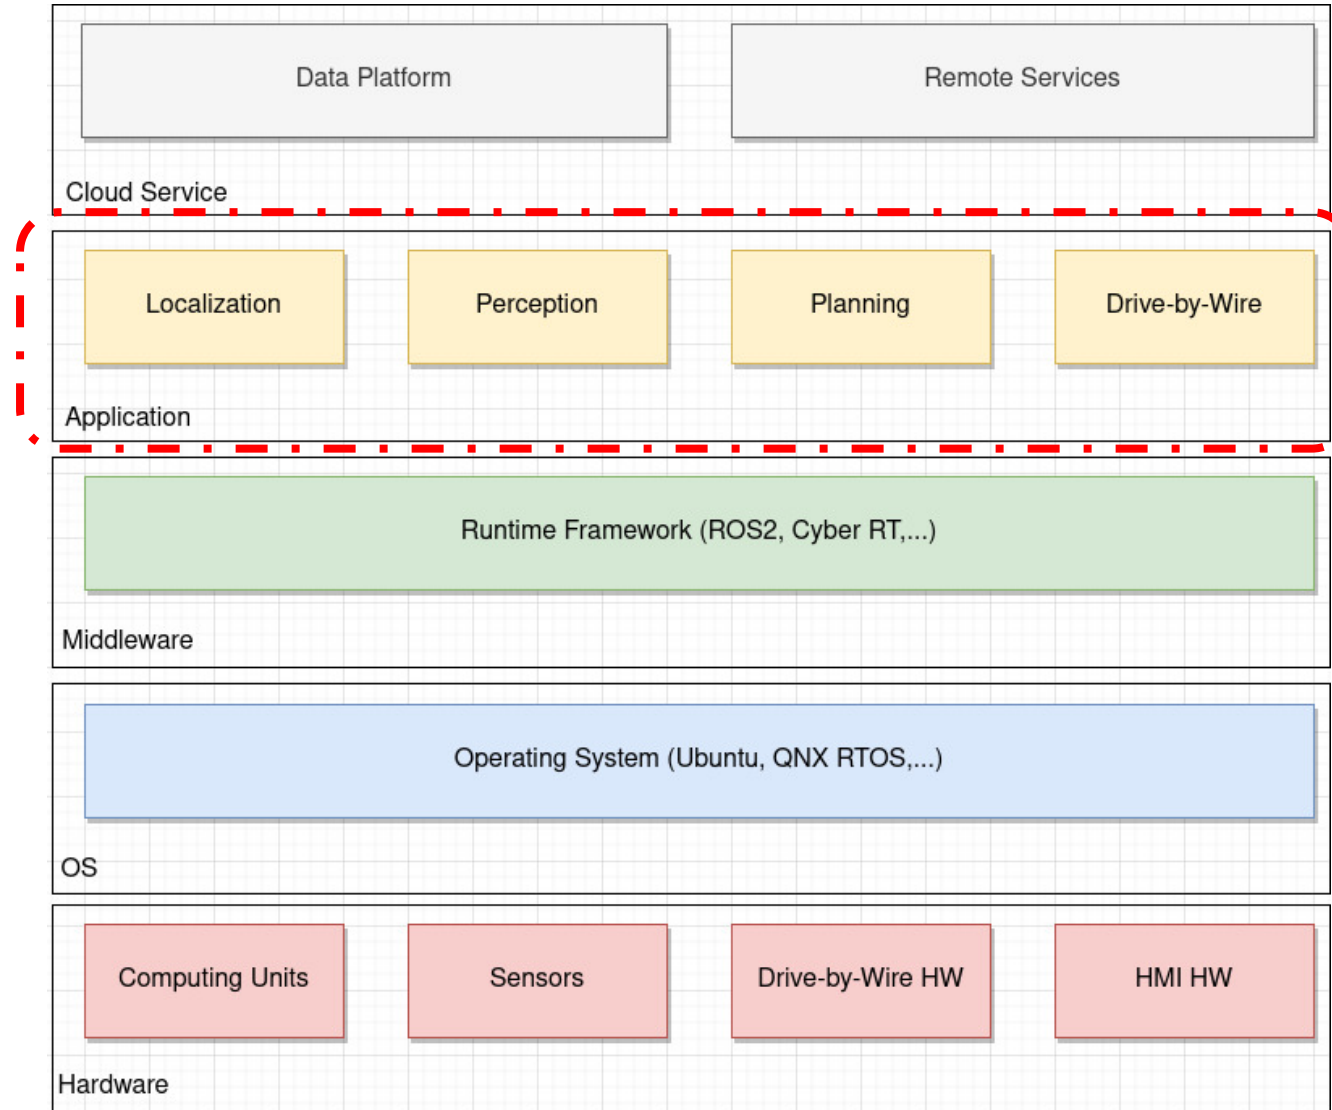 Data Platform
Remote Services
Cloud Service
Localization
Perception
Planning
Drive-by-Wire
Application
Runtime Framework (ROS2, Cyber RT,...)
Middleware
Operating System (Ubuntu, QNX RTOS,...)
OS
Computing Units
Sensors
Drive-by-Wire HW
HMI HW
Hardware